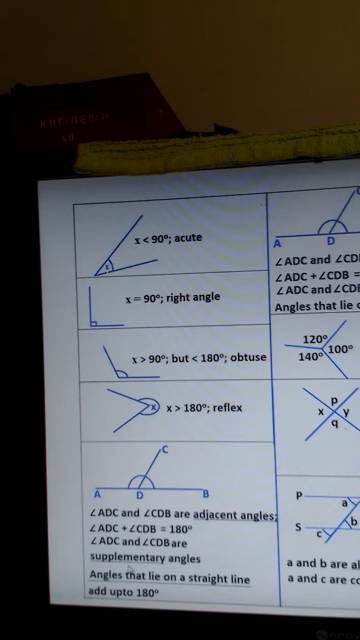 x < 90°; acute
x
x = 90°; right angle
x > 90°; but < 180°; obtuse
x
x > 180°; reflex
C
A D B
∠ADC and ∠CDB are adjacent angles;
∠ADC + ∠CDB = 180°
∠ADC and ∠CDB are
supplementary angles
Angles that lie on a straight line
add upto 180°
A D
∠ADC and ∠CD
∠ADC + ∠CDB =
∠ADC and ∠CDB
Angles that lie
120°
140° 100°
p
x y
q
P a
S b
c
a and b are al
a and c are co